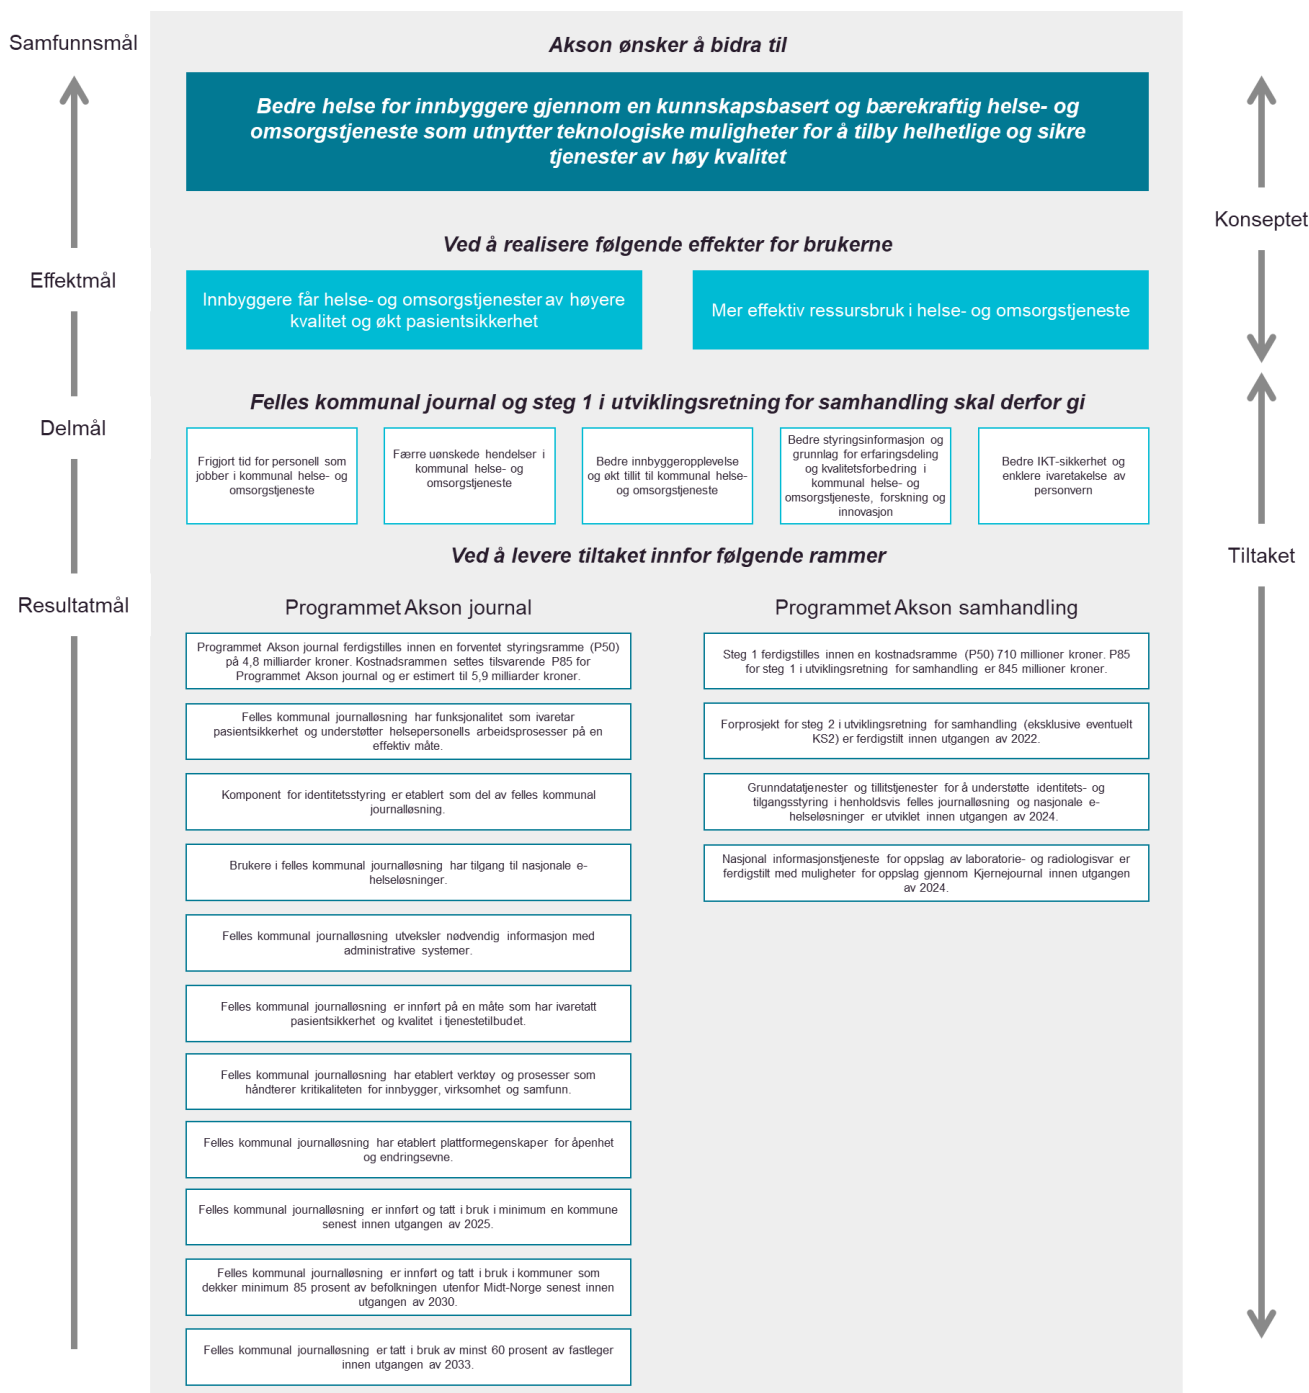 Samfunnsmål
Akson ønsker å bidra til
Bedre helse for innbyggere gjennom en kunnskapsbasert og bærekraftig helse- og
omsorgstjeneste som utnytter teknologiske muligheter for å tilby helhetlige og sikre
tjenester av høy kvalitet
Konseptet
Ved å realisere følgende effekter for brukerne
Effektmål
Innbyggere får helse- og omsorgstjenester av høyere
kvalitet og økt pasientsikkerhet
Mer effektiv ressursbruk i helse- og omsorgstjeneste
Felles kommunal journal og steg 1 i utviklingsretning for samhandling skal derfor gi
Delmål
Frigjort tid for personell som
jobber i kommunal helse- og
omsorgstjeneste
Færre uønskede hendelser i
kommunal helse- og
omsorgstjeneste
Bedre innbyggeropplevelse
og økt tillit til kommunal helse-
og omsorgstjeneste
Bedre styringsinformasjon og
grunnlag for erfaringsdeling
og kvalitetsforbedring i
kommunal helse- og
omsorgstjeneste, forskning og
innovasjon
Bedre IKT-sikkerhet og
enklere ivaretakelse av
personvern
Ved å levere tiltaket innfor følgende rammer
Tiltaket
Resultatmål
Programmet Akson journal
Programmet Akson journal ferdigstilles innen en forventet styringsramme (P50)
på 4,8 milliarder kroner. Kostnadsrammen settes tilsvarende P85 for
Programmet Akson journal og er estimert til 5,9 milliarder kroner.
Felles kommunal journalløsning har funksjonalitet som ivaretar
pasientsikkerhet og understøtter helsepersonells arbeidsprosesser på en
effektiv måte.
Komponent for identitetsstyring er etablert som del av felles kommunal
journalløsning.
Brukere i felles kommunal journalløsning har tilgang til nasjonale e-
helseløsninger.
Felles kommunal journalløsning utveksler nødvendig informasjon med
administrative systemer.
Felles kommunal journalløsning er innført på en måte som har ivaretatt
pasientsikkerhet og kvalitet i tjenestetilbudet.
Felles kommunal journalløsning har etablert verktøy og prosesser som
håndterer kritikaliteten for innbygger, virksomhet og samfunn.
Felles kommunal journalløsning har etablert plattformegenskaper for åpenhet
og endringsevne.
Felles kommunal journalløsning er innført og tatt i bruk i minimum en kommune
senest innen utgangen av 2025.
Felles kommunal journalløsning er innført og tatt i bruk i kommuner som
dekker minimum 85 prosent av befolkningen utenfor Midt-Norge senest innen
utgangen av 2030.
Felles kommunal journalløsning er tatt i bruk av minst 60 prosent av fastleger
innen utgangen av 2033.
Programmet Akson samhandling
Steg 1 ferdigstilles innen en kostnadsramme (P50) 710 millioner kroner. P85
for steg 1 i utviklingsretning for samhandling er 845 millioner kroner.
Forprosjekt for steg 2 i utviklingsretning for samhandling (eksklusive eventuelt
KS2) er ferdigstilt innen utgangen av 2022.
Grunndatatjenester og tillitstjenester for å understøtte identitets- og
tilgangsstyring i henholdsvis felles journalløsning og nasjonale e-
helseløsninger er utviklet innen utgangen av 2024.
Nasjonal informasjonstjeneste for oppslag av laboratorie- og radiologisvar er
ferdigstilt med muligheter for oppslag gjennom Kjernejournal innen utgangen
av 2024.